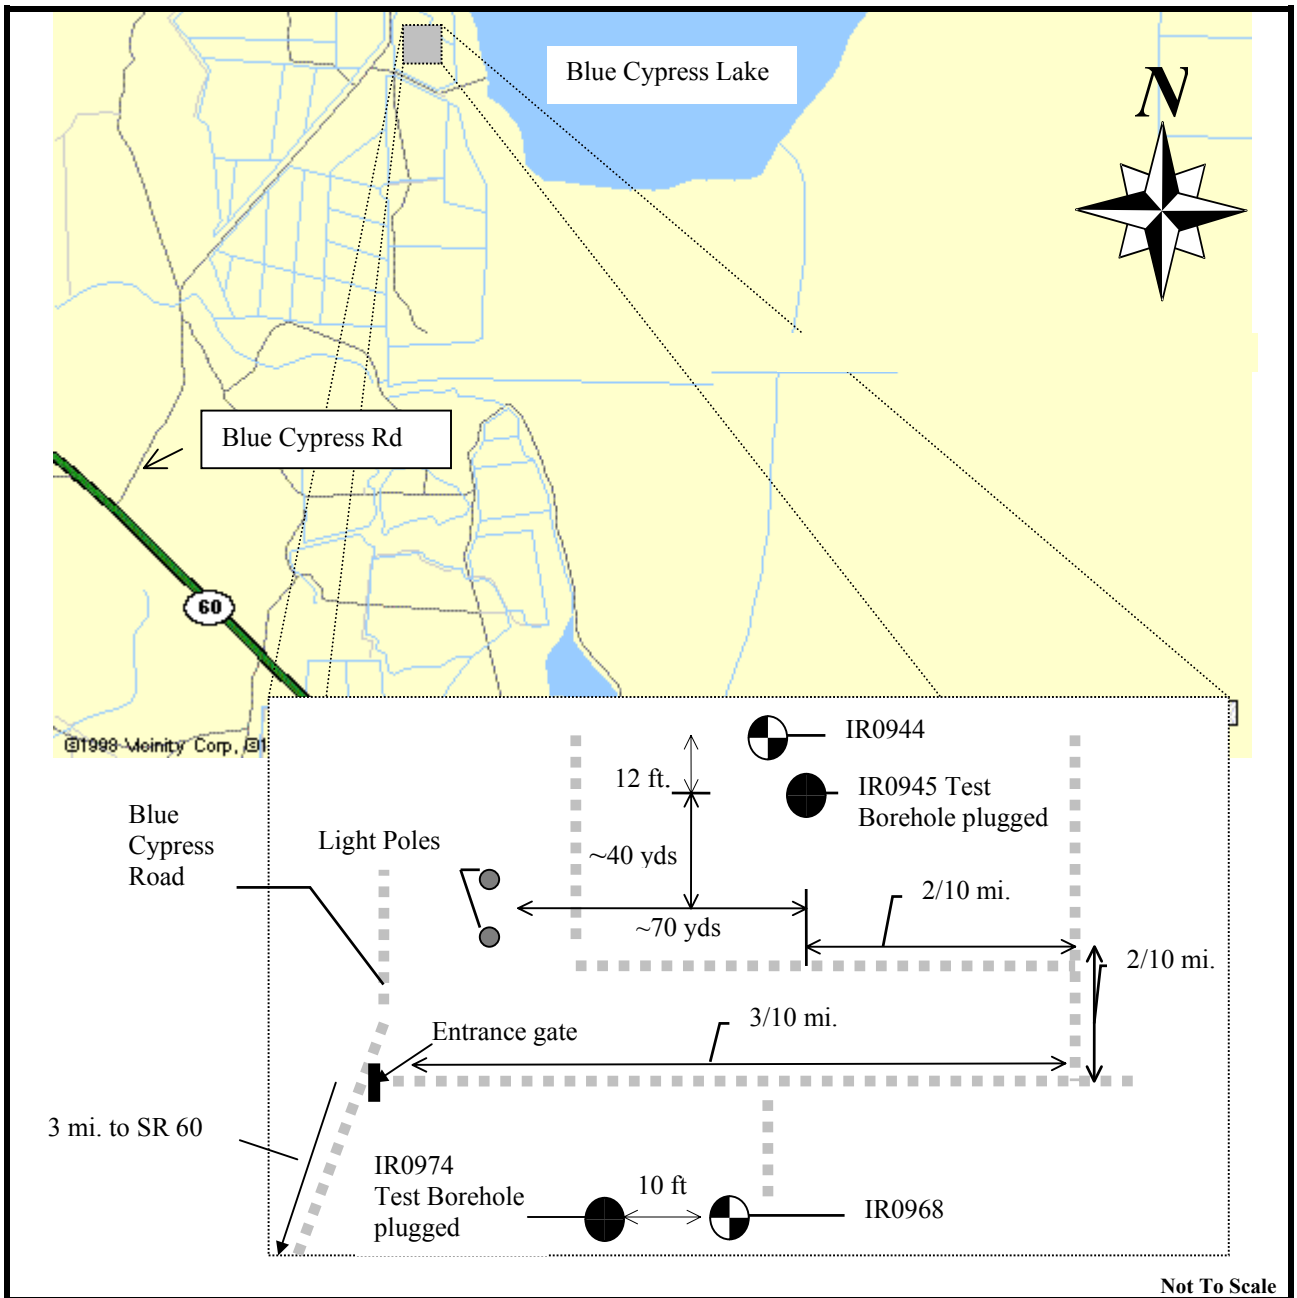 Blue Cypress Lake
N
Blue Cypress Rd
60
©1998 Vicinity Corp, ©1
IR0944
12 ft.
IR0945 Test
Borehole plugged
Blue
Cypress
Road
Light Poles
~40 yds
2/10 mi.
~70 yds
2/10 mi.
3/10 mi.
Entrance gate
3 mi. to SR 60
IR0974
Test Borehole
plugged
10 ft
IR0968
Not To Scale